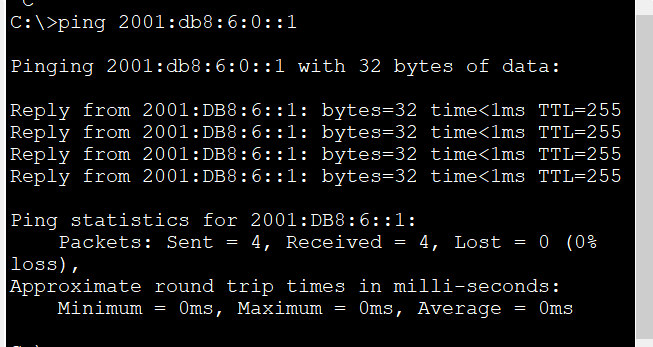 C:\>ping 2001:db8:6:0::1
Pinging 2001:db8:6:0::1 with 32 bytes of data:
Reply from 2001:DB8:6::1: bytes=32 time<1ms TTL=255
Reply from 2001:DB8:6::1: bytes=32 time<1ms TTL=255
Reply from 2001:DB8:6::1: bytes=32 time<1ms TTL=255
Reply from 2001:DB8:6::1: bytes=32 time<1ms TTL=255
Ping statistics for 2001:DB8:6::1:
Packets: Sent = 4, Received = 4, Lost = 0 (0%
loss),
Approximate round trip times in milli-seconds:
Minimum = 0ms, Maximum = 0ms, Average = 0ms